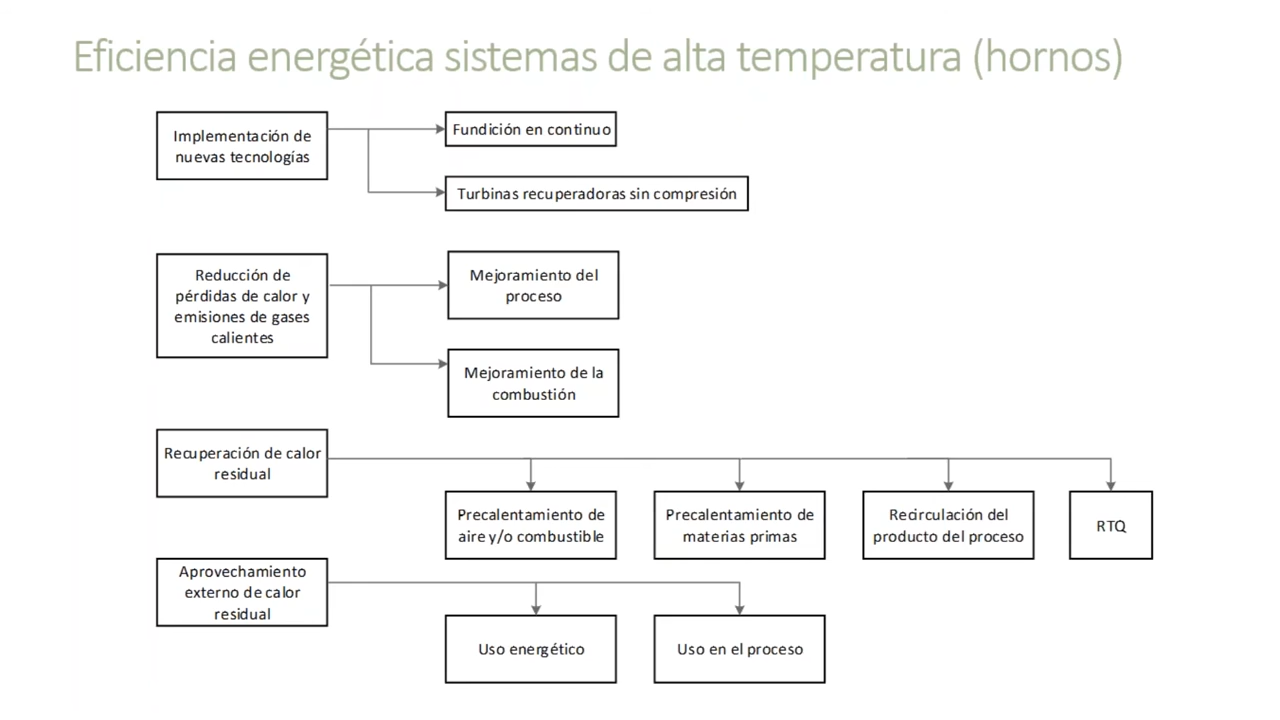 Eficiencia energética sistemas de alta temperatura (hornos)
Implementación de
nuevas tecnologías
Fundición en continuo
Turbinas recuperadoras sin compresión
Reducción de
pérdidas de calor y
emisiones de gases
calientes
Mejoramiento del
proceso
Mejoramiento de la
combustión
Recuperación de calor
residual
Precalentamiento de
aire y/o combustible
Precalentamiento de
materias primas
Recirculación del
producto del proceso
RTQ
Aprovechamiento
externo de calor
residual
Uso energético
Uso en el proceso